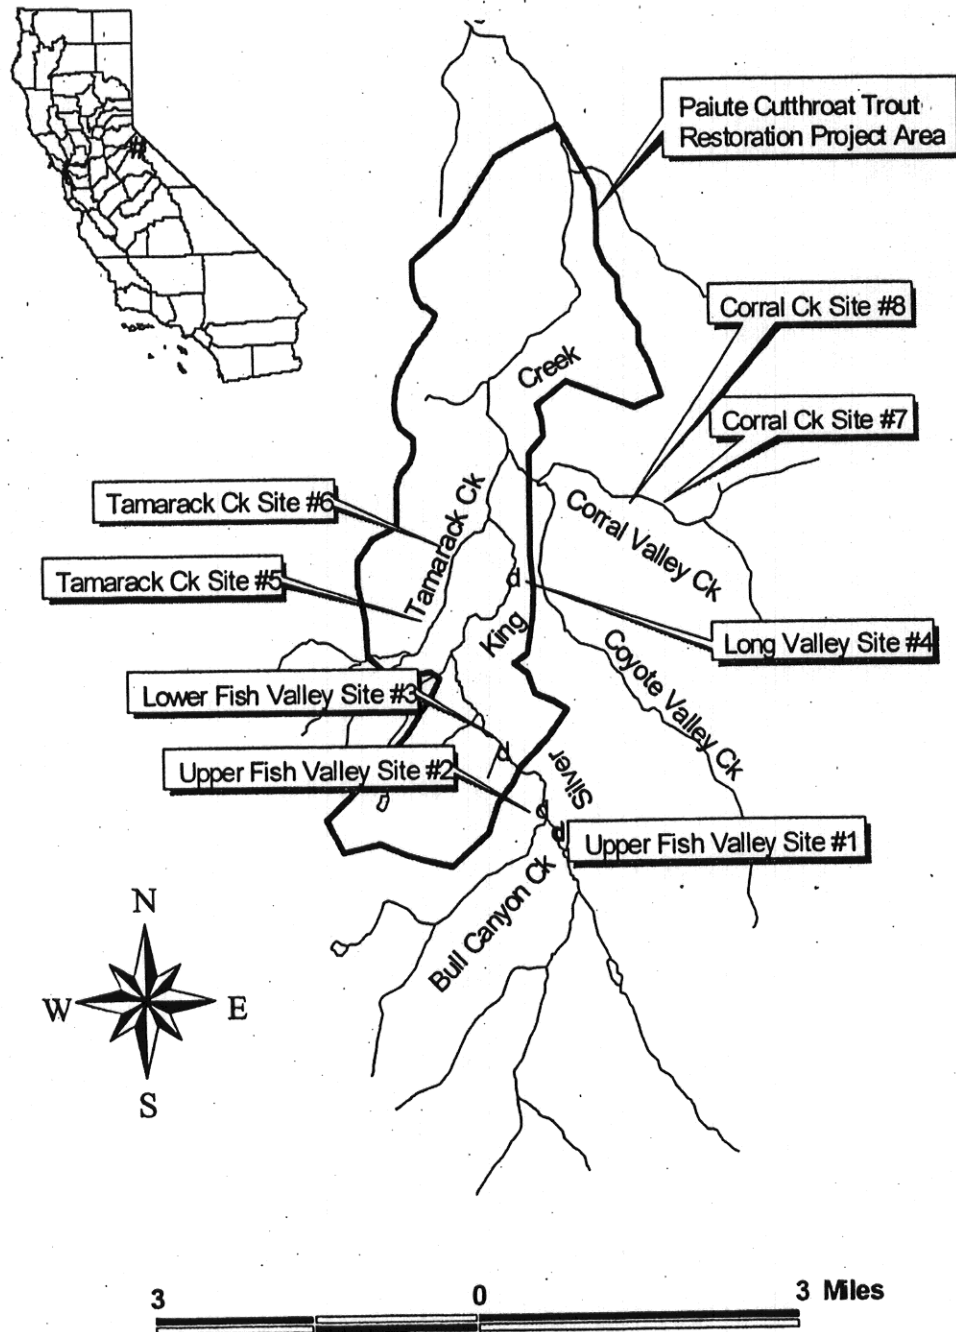 Paiute Cutthroat Trout
Restoration Project Area
Corral Ck Site #8
Creek
Corral Ck Site #7
Tamarack Ck Site #6
Tamarack Ck
Corral Valley Ck
Tamarack Ck Site #5
King
Long Valley Site #4
Coyote Valley Ck
Lower Fish Valley Site #3
Upper Fish Valley Site #2
Silver
Upper Fish Valley Site #1
Bull Canyon Ck
N
W E
S
3 0 3 Miles